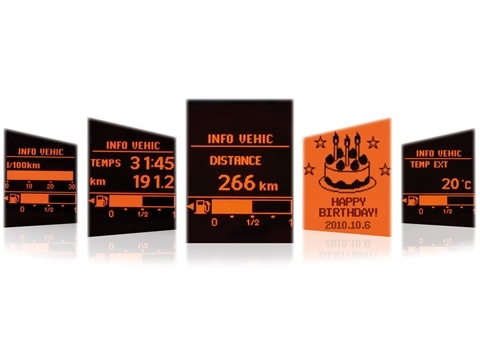 INFO VEHIC
l/100km
0 10 20 30
0 1/2
INFO VEHIC
TEMPS 31:45
km 191.2
0 1/2 1
INFO VEHIC
DISTANCE
266 km
0 1/2 1
HAPPY
BIRTHDAY!
2010.10.6
INFO VEHIC
TEMP EXT
20°C
0 1/2